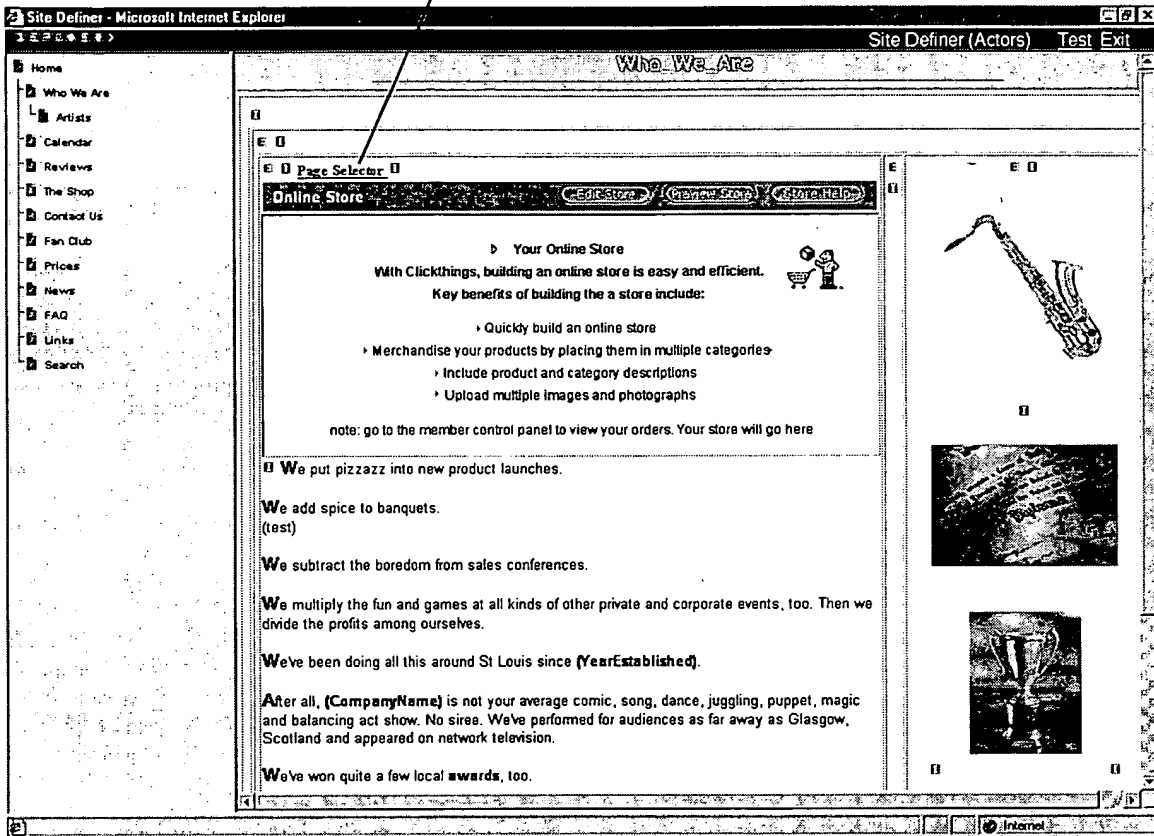 Site Definer - Microsoft Internet Explorer
Site Definer (Actors) Test Exit
Home
Who We Are
Artists
Calendar
Reviews
The Shop
Contact Us
Fan Club
Prices
News
FAQ
Links
Search
Who_We_Are
E I
E I Page Selector I
E
E I
Online Store
Edit Store
Preview Store
Store Help
Your Online Store
With Clickthings, building an online store is easy and efficient.
Key benefits of building the a store include:
Quickly build an online store
Merchandise your products by placing them in multiple categories
Include product and category descriptions
Upload multiple images and photographs
note: go to the member control panel to view your orders. Your store will go here
We put pizzazz into new product launches.
We add spice to banquets.
(test)
We subtract the boredom from sales conferences.
We multiply the fun and games at all kinds of other private and corporate events, too. Then we
divide the profits among ourselves.
We've been doing all this around St Louis since (YearEstablished).
After all, (CompanyName) is not your average comic, song, dance, juggling, puppet, magic
and balancing act show. No siree. We've performed for audiences as far away as Glasgow,
Scotland and appeared on network television.
We've won quite a few local awards, too.
Internet